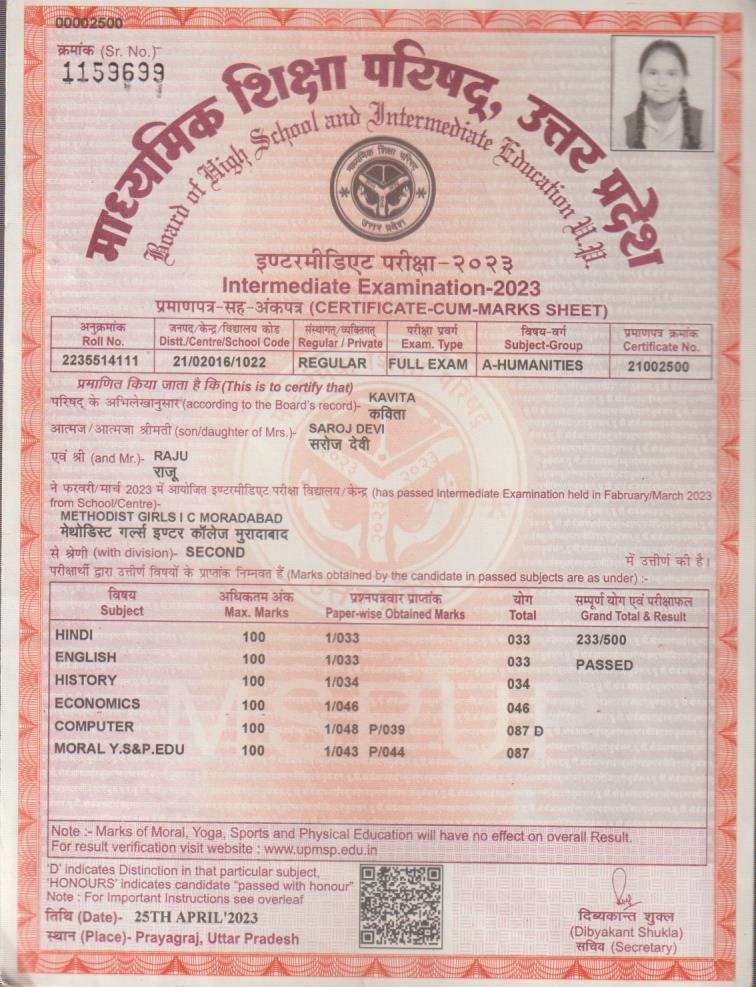 00002500
क्रमांक (Sr. No.)
1159699
माध्यमिक शिक्षा परिषद्, उत्तर प्रदेश
Board of High School and Intermediate Education U.P.
माध्यमिक शिक्षा परिषद
उत्तर प्रदेश
इण्टरमीडिएट परीक्षा-२०२३
Intermediate Examination-2023
प्रमाणपत्र-सह-अंकपत्र (CERTIFICATE-CUM-MARKS SHEET)
अनुक्रमांक जनपद/केन्द्र/विद्यालय कोड संस्थागत/व्यक्तिगत परीक्षा प्रवर्ग विषय-वर्ग प्रमाणपत्र क्रमांक
Roll No. Distt./Centre/School Code Regular / Private Exam. Type Subject-Group Certificate No.
2235514111 21/02016/1022 REGULAR FULL EXAM A-HUMANITIES 21002500
प्रमाणित किया जाता है कि (This is to certify that)
परिषद् के अभिलेखानुसार (according to the Board's record)- KAVITA
कविता
आत्मज/आत्मजा श्रीमती (son/daughter of Mrs.)- SAROJ DEVI
सरोज देवी
एवं श्री (and Mr.)- RAJU
राजू
ने फरवरी/मार्च 2023 में आयोजित इण्टरमीडिएट परीक्षा विद्यालय/केन्द्र (has passed Intermediate Examination held in Fabruary/March 2023
from School/Centre)-
METHODIST GIRLS I C MORADABAD
मेथोडिस्ट गर्ल्स इण्टर कॉलेज मुरादाबाद
से श्रेणी (with division)- SECOND में उत्तीर्ण की है।
परीक्षार्थी द्वारा उत्तीर्ण विषयों के प्राप्तांक निम्नवत हैं (Marks obtained by the candidate in passed subjects are as under) :-
विषय अधिकतम अंक प्रश्नपत्रवार प्राप्तांक योग सम्पूर्ण योग एवं परीक्षाफल
Subject Max. Marks Paper-wise Obtained Marks Total Grand Total & Result
HINDI 100 1/033 033 233/500
ENGLISH 100 1/033 033 PASSED
HISTORY 100 1/034 034
ECONOMICS 100 1/046 046
COMPUTER 100 1/048 P/039 087 D
MORAL Y.S&P.EDU 100 1/043 P/044 087
Note :- Marks of Moral, Yoga, Sports and Physical Education will have no effect on overall Result.
For result verification visit website : www.upmsp.edu.in
'D' indicates Distinction in that particular subject,
'HONOURS' indicates candidate "passed with honour"
Note : For Important Instructions see overleaf
तिथि (Date)- 25TH APRIL'2023
स्थान (Place)- Prayagraj, Uttar Pradesh
दिब्यकान्त शुक्ल
(Dibyakant Shukla)
सचिव (Secretary)